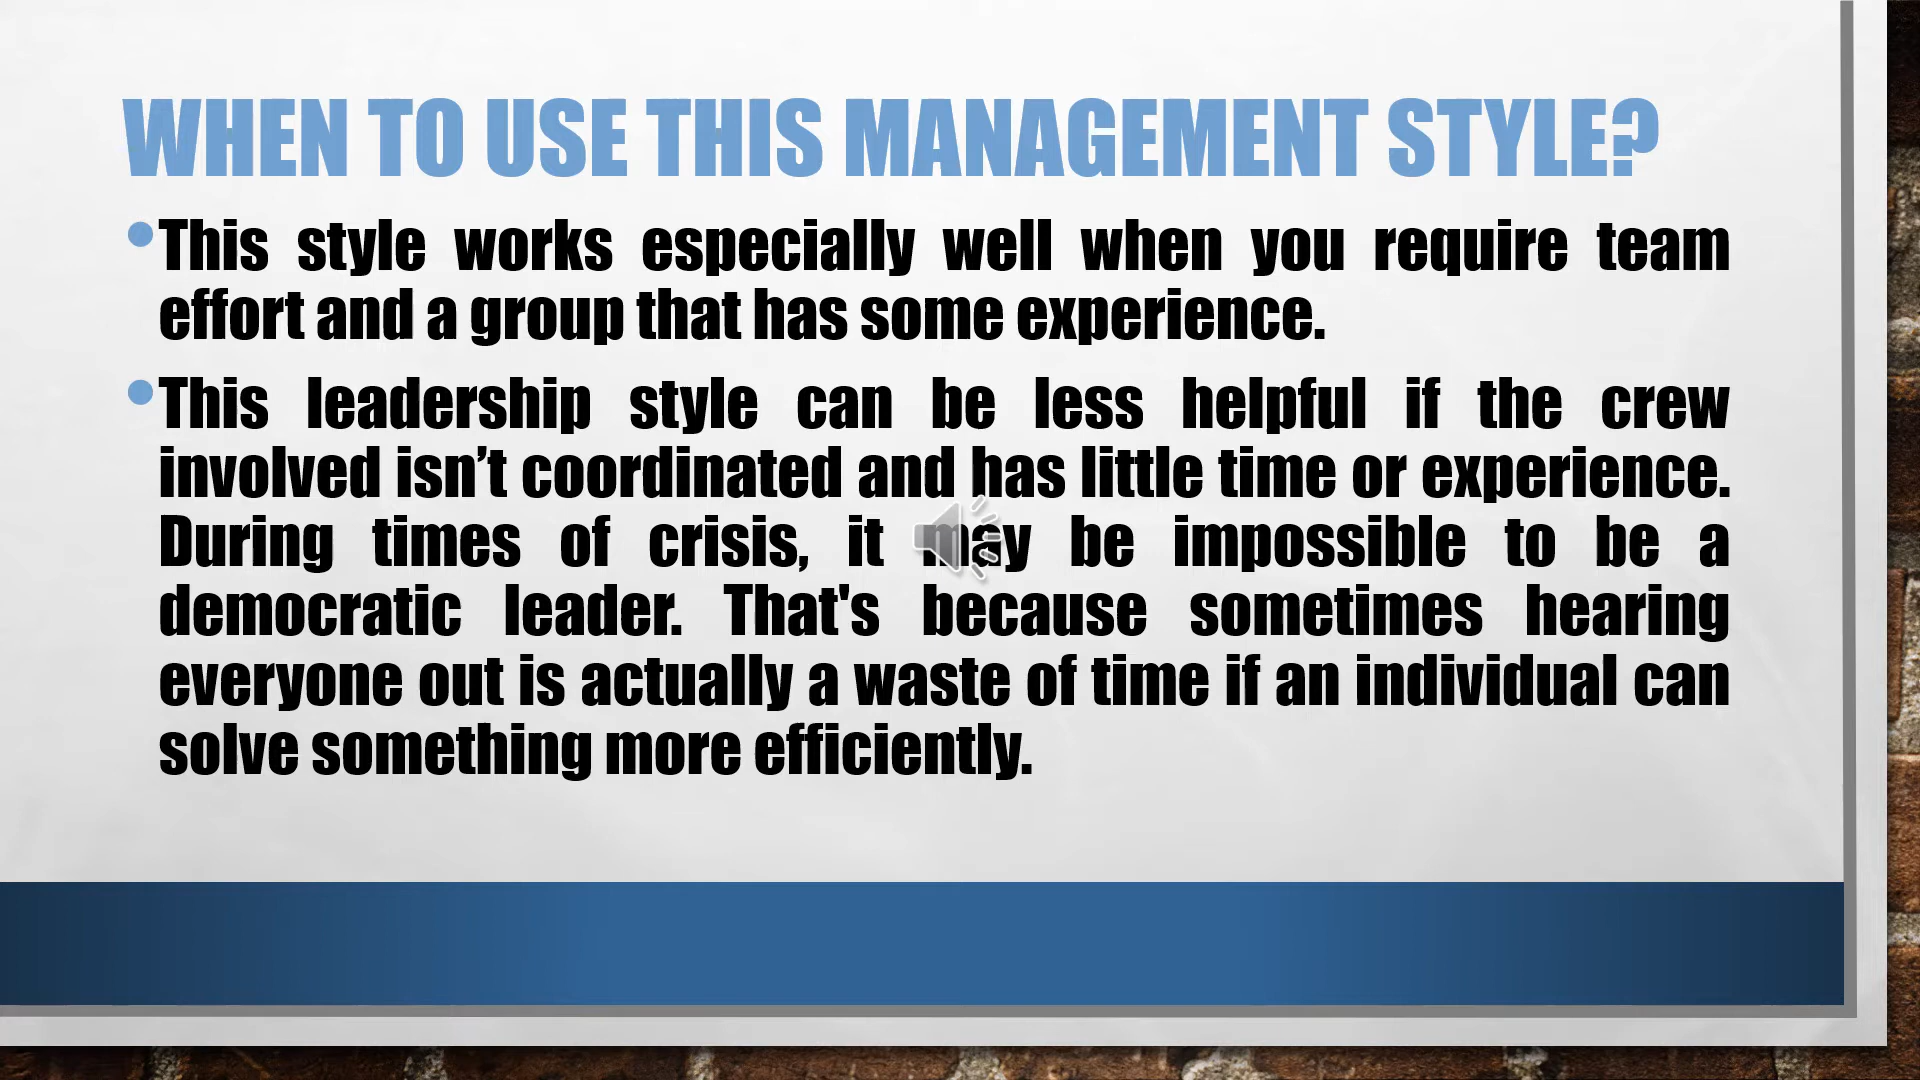 WHEN TO USE THIS MANAGEMENT STYLE?
• This style works especially well when you require team
effort and a group that has some experience.
• This leadership style can be less helpful if the crew
involved isn’t coordinated and has little time or experience.
During times of crisis, it may be impossible to be a
democratic leader. That's because sometimes hearing
everyone out is actually a waste of time if an individual can
solve something more efficiently.